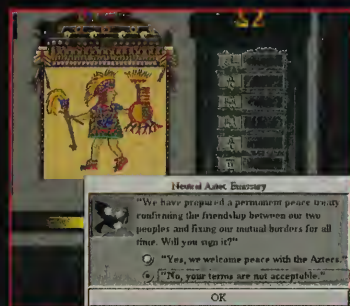 Neutral Aztec Emissary
"We have prepared a permanent peace treaty
confirming the friendship between our two
peoples and fixing our mutual borders for all
time. Will you sign it?"
"Yes, we welcome peace with the Aztecs."
"No, your terms are not acceptable."
OK